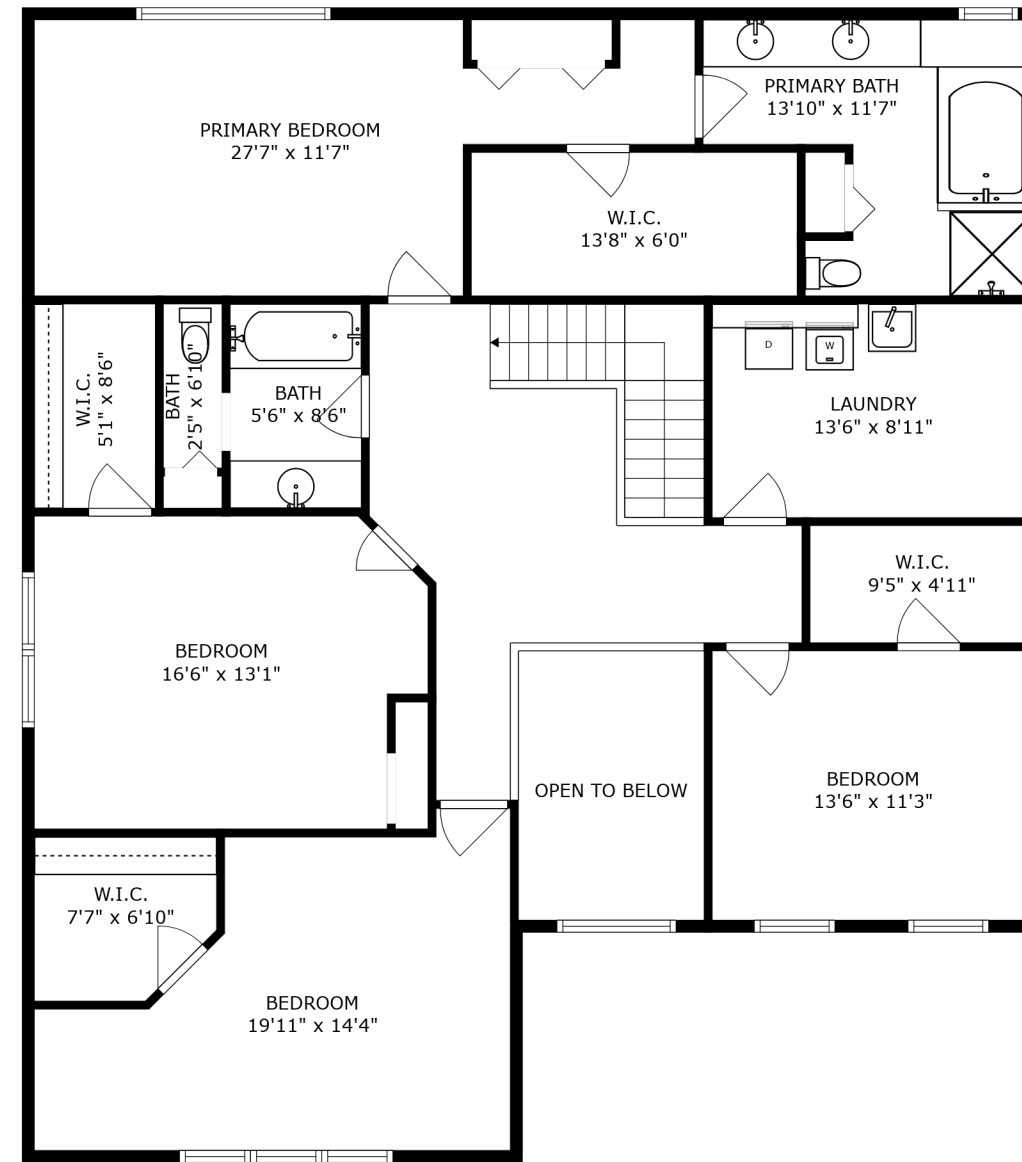 PRIMARY BEDROOM
27'7" x 11'7"
PRIMARY BATH
13'10" x 11'7"
W.I.C.
13'8" x 6'0"
W.I.C.
5'1" x 8'6"
BATH
2'5" x 6'10"
BATH
5'6" x 8'6"
D
W
LAUNDRY
13'6" x 8'11"
W.I.C.
9'5" x 4'11"
BEDROOM
16'6" x 13'1"
OPEN TO BELOW
BEDROOM
13'6" x 11'3"
W.I.C.
7'7" x 6'10"
BEDROOM
19'11" x 14'4"